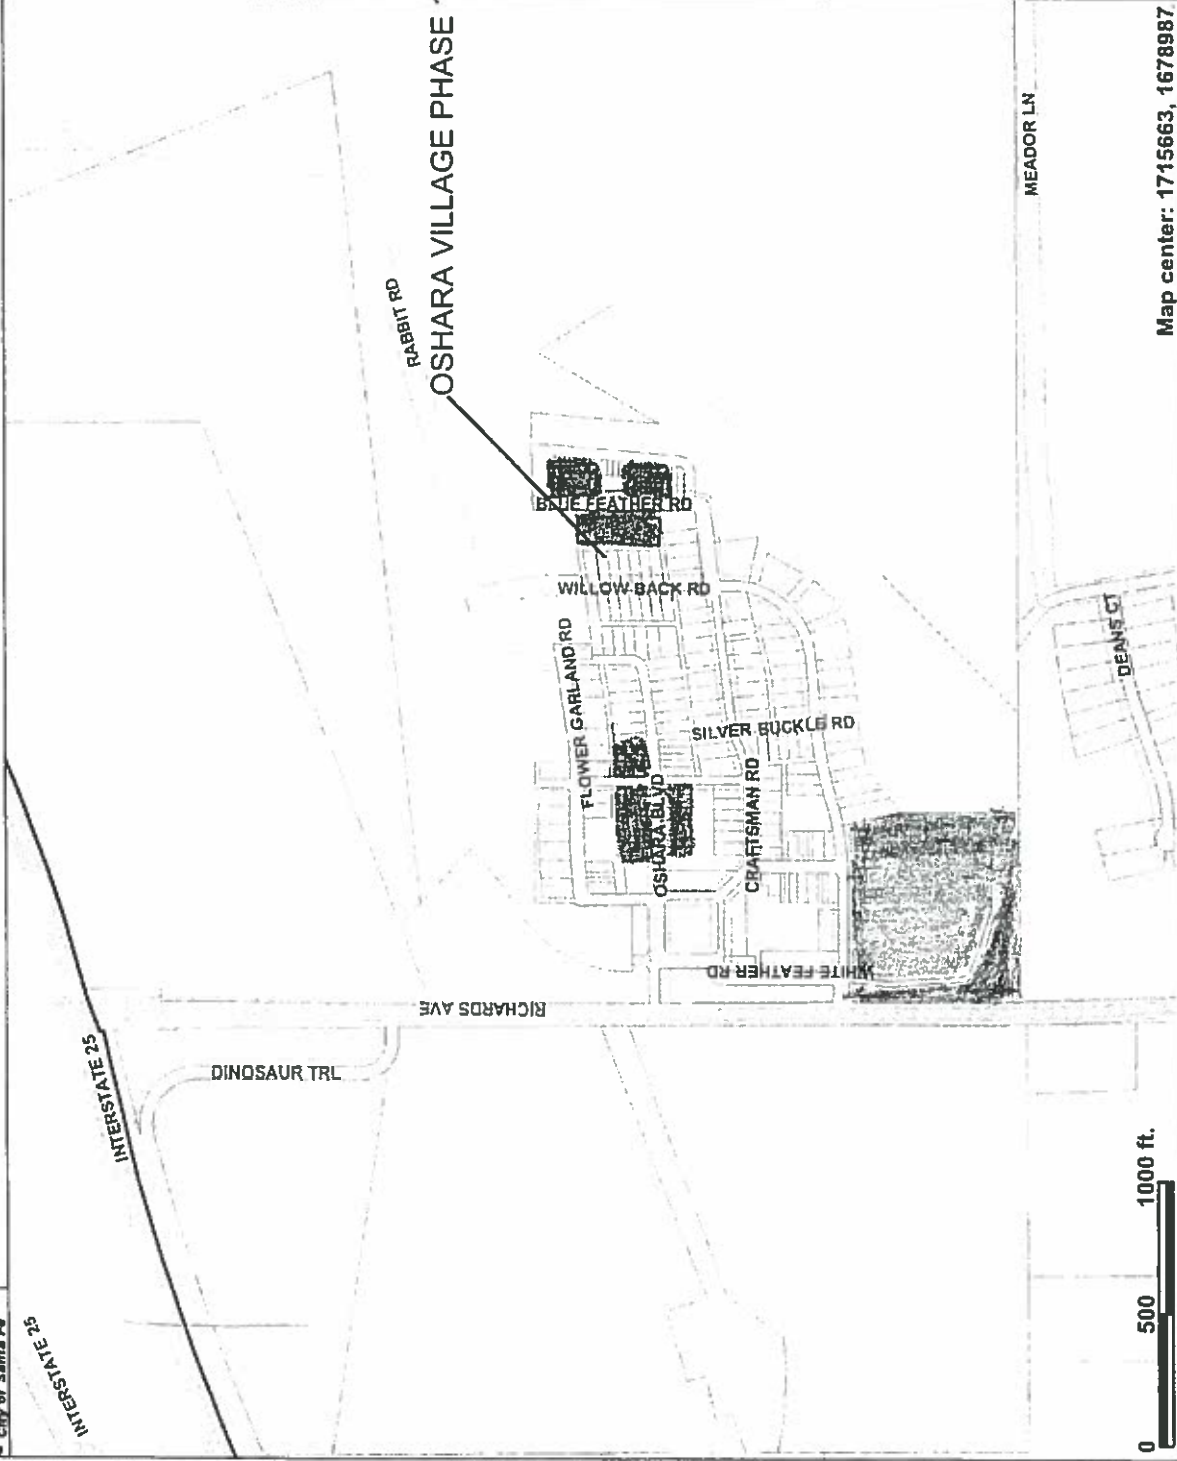 City of Santa Fe
INTERSTATE 25
INTERSTATE 25
DINOSAUR TRL
RICHARDS AVE
RABBIT RD
OSHARA VILLAGE PHASE
BLUE FEATHER RD
WILLOW BACK RD
FLOWER GARLAND RD
SILVER BUCKLE RD
OSHARA BLVD
CRAFTSMAN RD
WHITE FEATHER RD
MEADOR LN
DEANS CT
0 500 1000 ft.
Map center: 1715663, 1678987